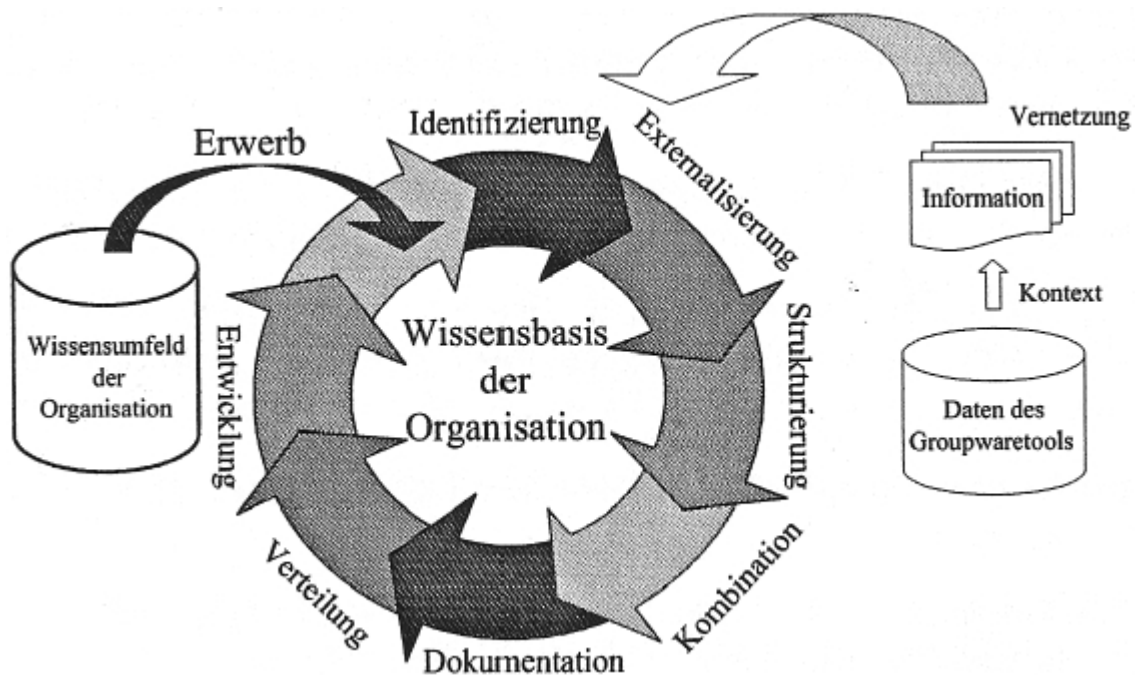 Identifizierung
Externalisierung
Vernetzung
Erwerb
Information
Kontext
Wissensumfeld
der
Organisation
Entwicklung
Wissensbasis
der
Organisation
Strukturierung
Daten des
Groupwaretools
Verteilung
Kombination
Dokumentation